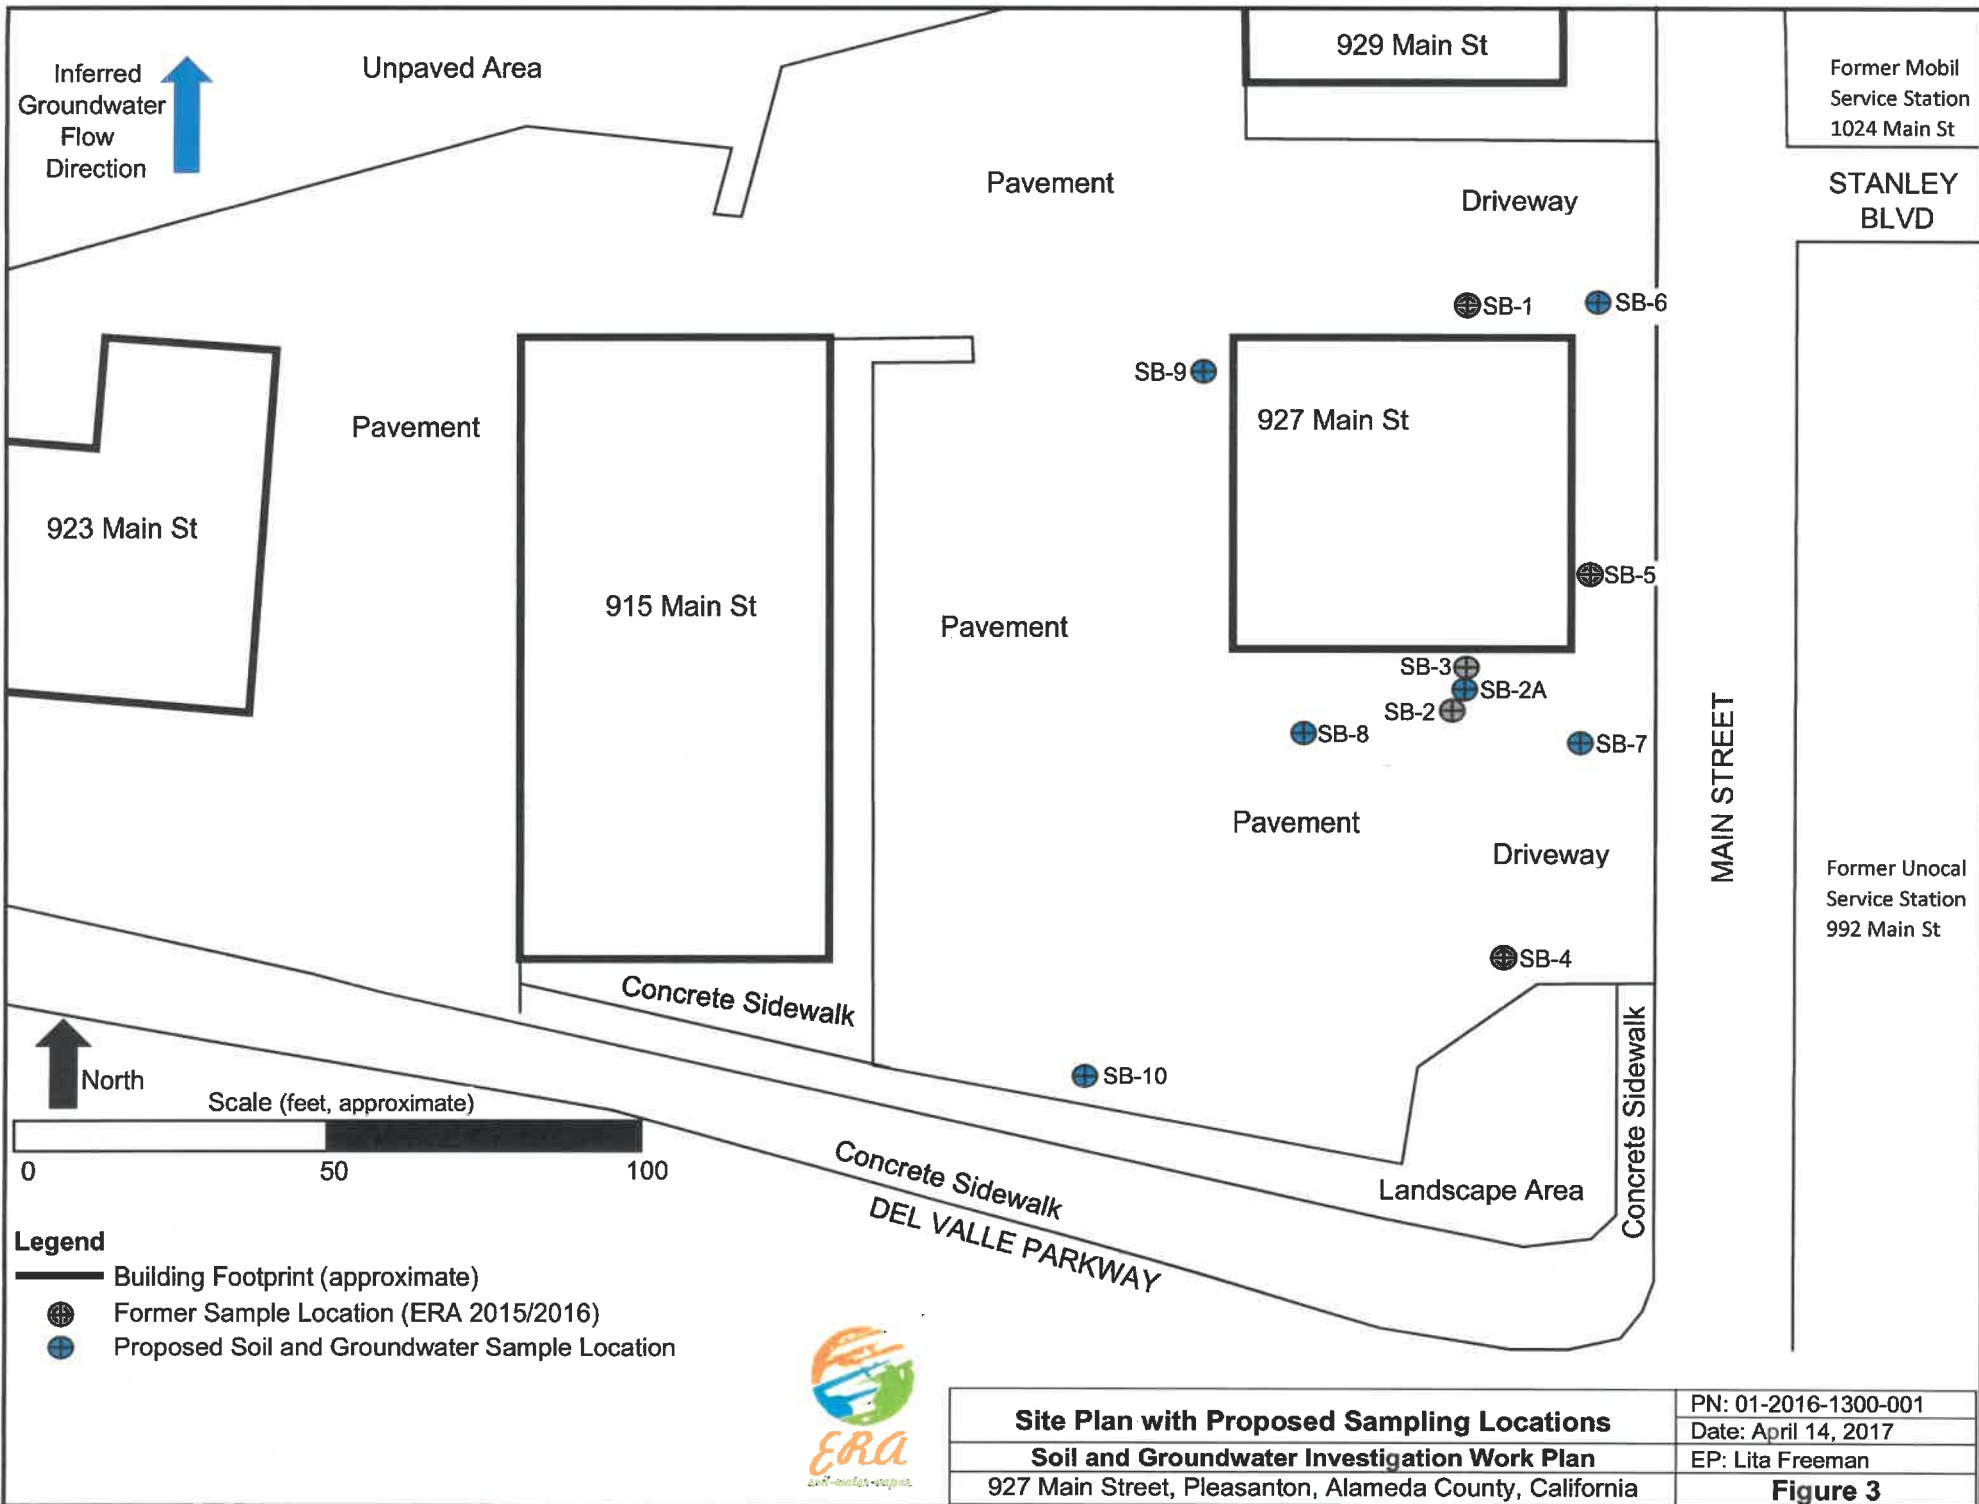 Inferred
Groundwater
Flow
Direction
Unpaved Area
929 Main St
Former Mobil
Service Station
1024 Main St
Pavement
Driveway
STANLEY
BLVD
SB-1
SB-6
SB-9
927 Main St
Pavement
923 Main St
915 Main St
Pavement
SB-5
SB-3
SB-2A
SB-2
SB-8
SB-7
MAIN STREET
Pavement
Driveway
Former Unocal
Service Station
992 Main St
SB-4
Concrete Sidewalk
Concrete Sidewalk
SB-10
North
Scale (feet, approximate)
0 50 100
Concrete Sidewalk
DEL VALLE PARKWAY
Landscape Area
Legend
Building Footprint (approximate)
Former Sample Location (ERA 2015/2016)
Proposed Soil and Groundwater Sample Location
ERA
soil-water-vapor
Site Plan with Proposed Sampling Locations
Soil and Groundwater Investigation Work Plan
927 Main Street, Pleasanton, Alameda County, California
PN: 01-2016-1300-001
Date: April 14, 2017
EP: Lita Freeman
Figure 3